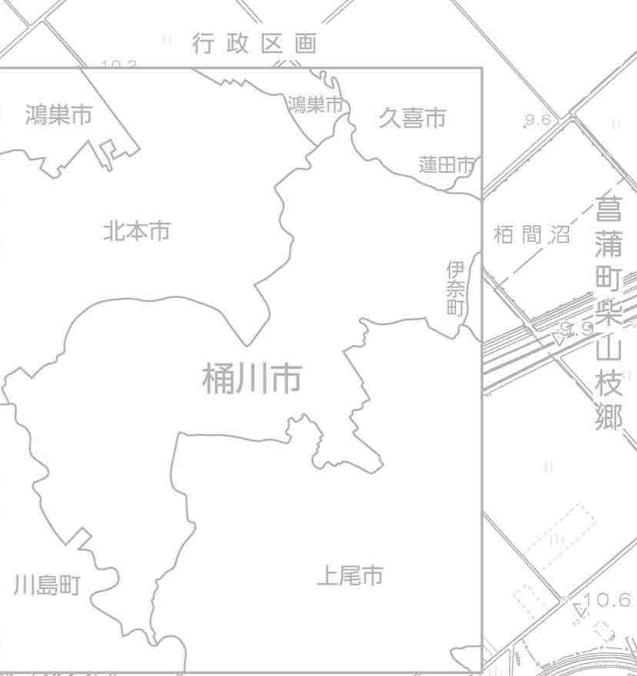 行政区画
10.2
鴻巣市
鴻巣市
久喜市
蓮田市
9.6
北本市
栢間沼
菖蒲町柴山枝郷
伊奈町
9.9
桶川市
川島町
上尾市
10.6